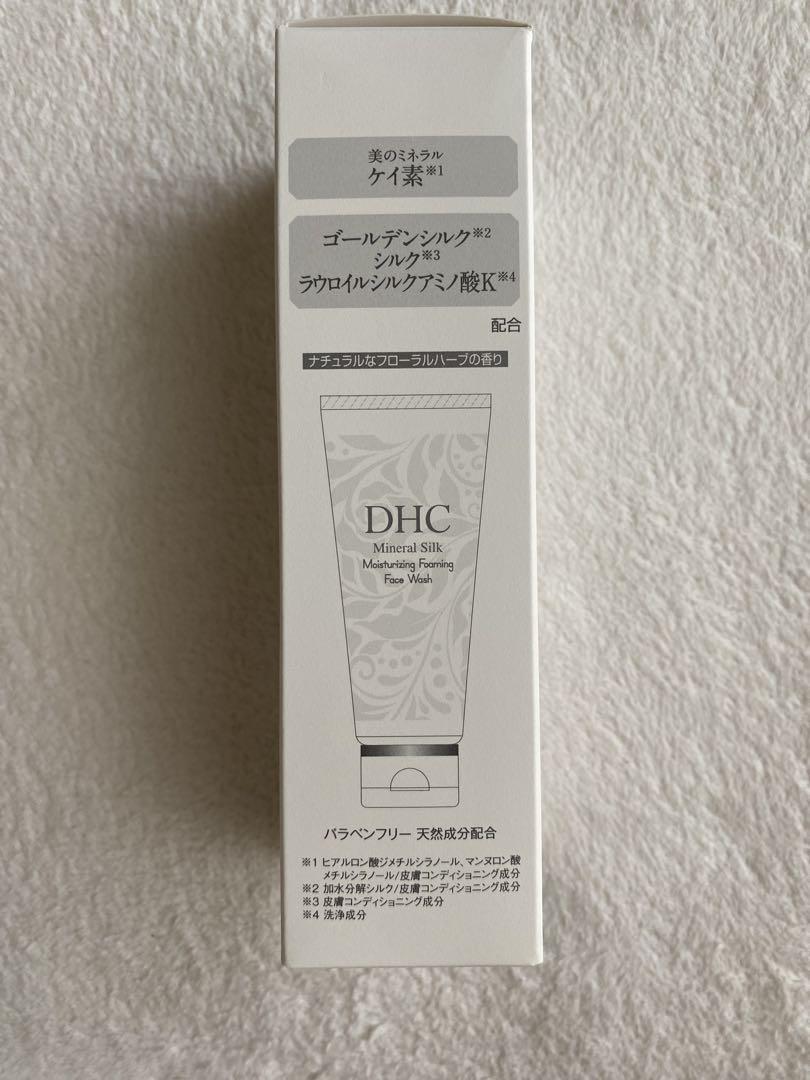 美のミネラル
ケイ素※1
ゴールデンシルク※2
シルク※3
ラウロイルシルクアミノ酸K※4
配合
ナチュラルなフローラルハーブの香り
DHC
Mineral Silk
Moisturizing Foaming
Face Wash
パラベンフリー 天然成分配合
※1 ヒアルロン酸ジメチルシラノール、マンヌロン酸
メチルシラノール/皮膚コンディショニング成分
※2 加水分解シルク/皮膚コンディショニング成分
※3 皮膚コンディショニング成分
※4 洗浄成分